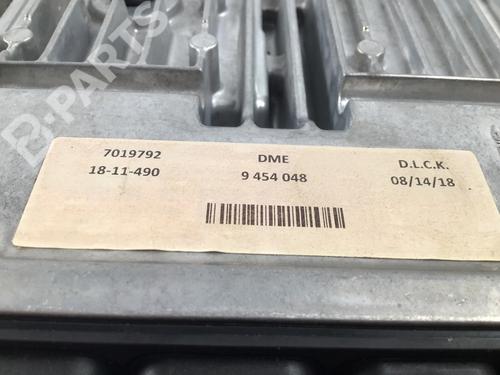 B-PARTS
7019792 DME D.L.C.K.
18-11-490 9 454 048 08/14/18